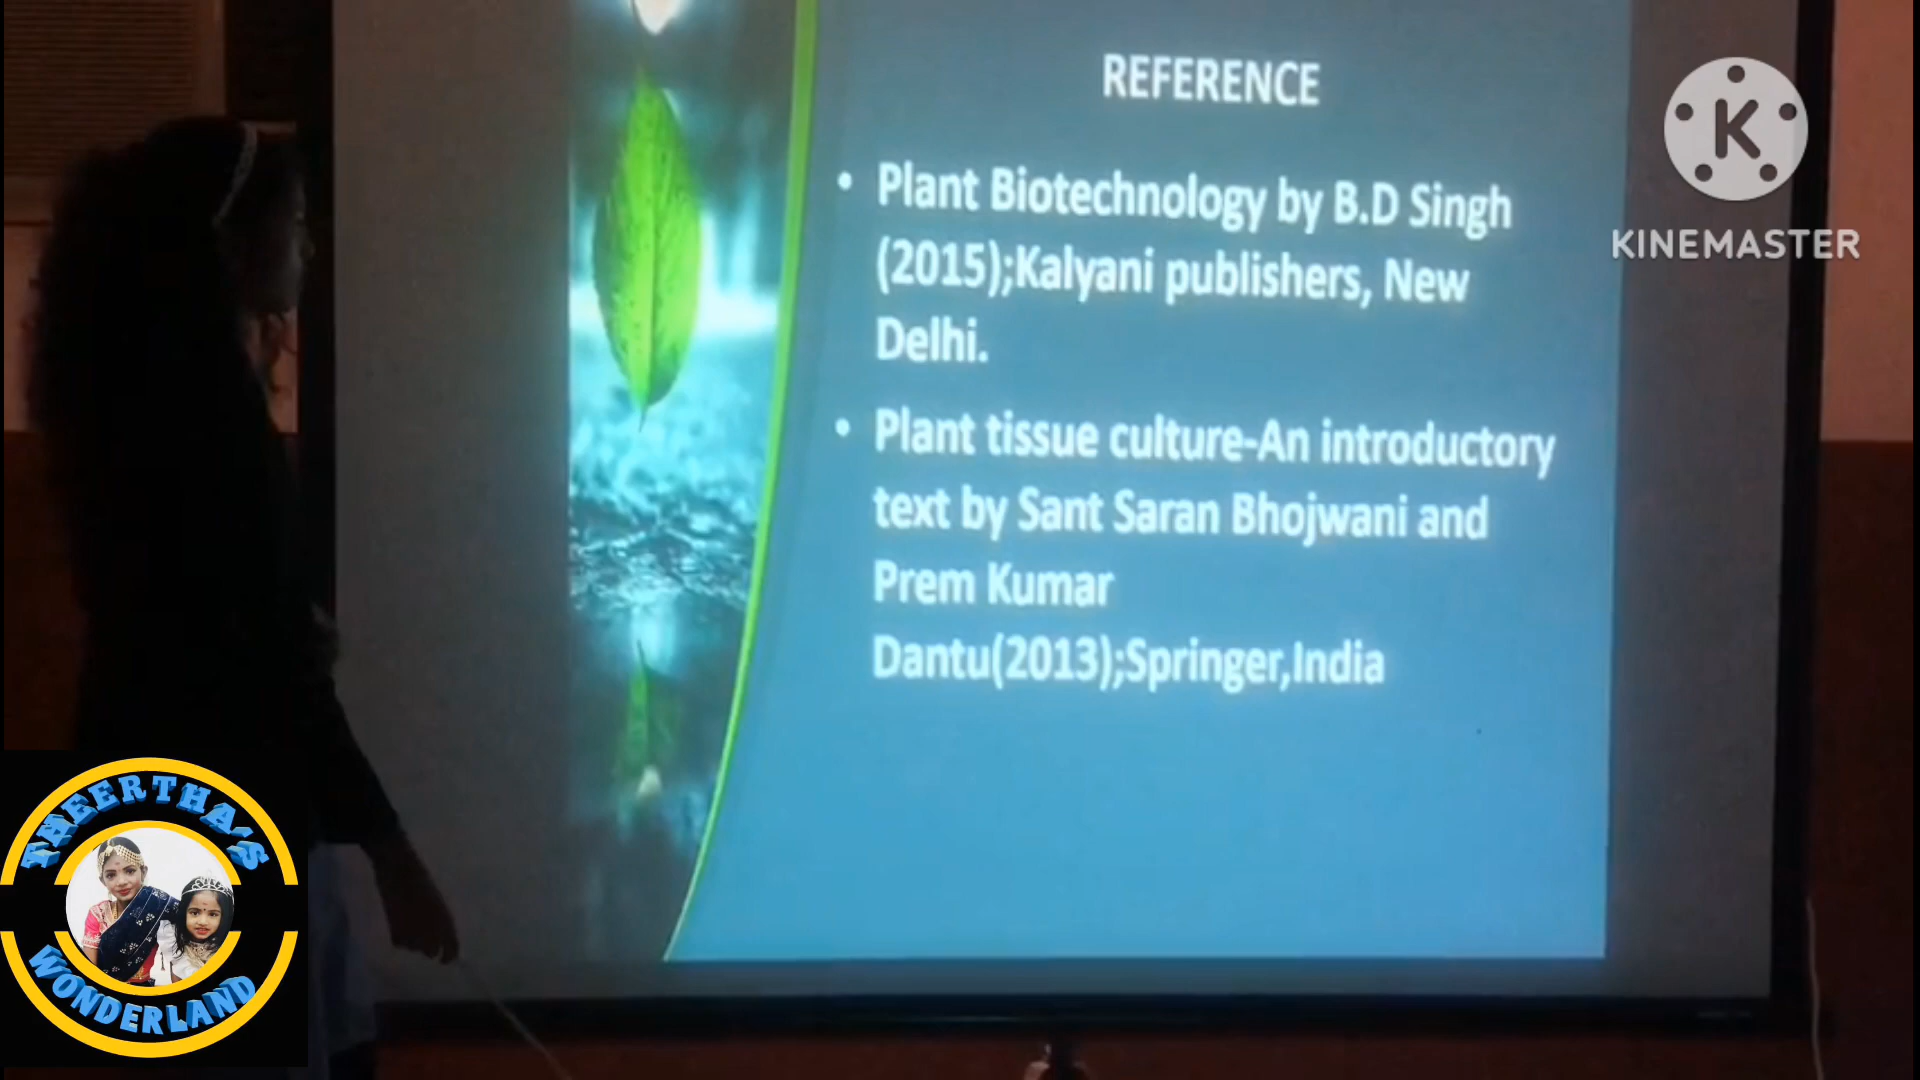 REFERENCE
• Plant Biotechnology by B.D Singh
(2015);Kalyani publishers, New
Delhi.
• Plant tissue culture-An introductory
text by Sant Saran Bhojwani and
Prem Kumar
Dantu(2013);Springer,India
K
KINEMASTER
THEERTHA'S
WONDERLAND